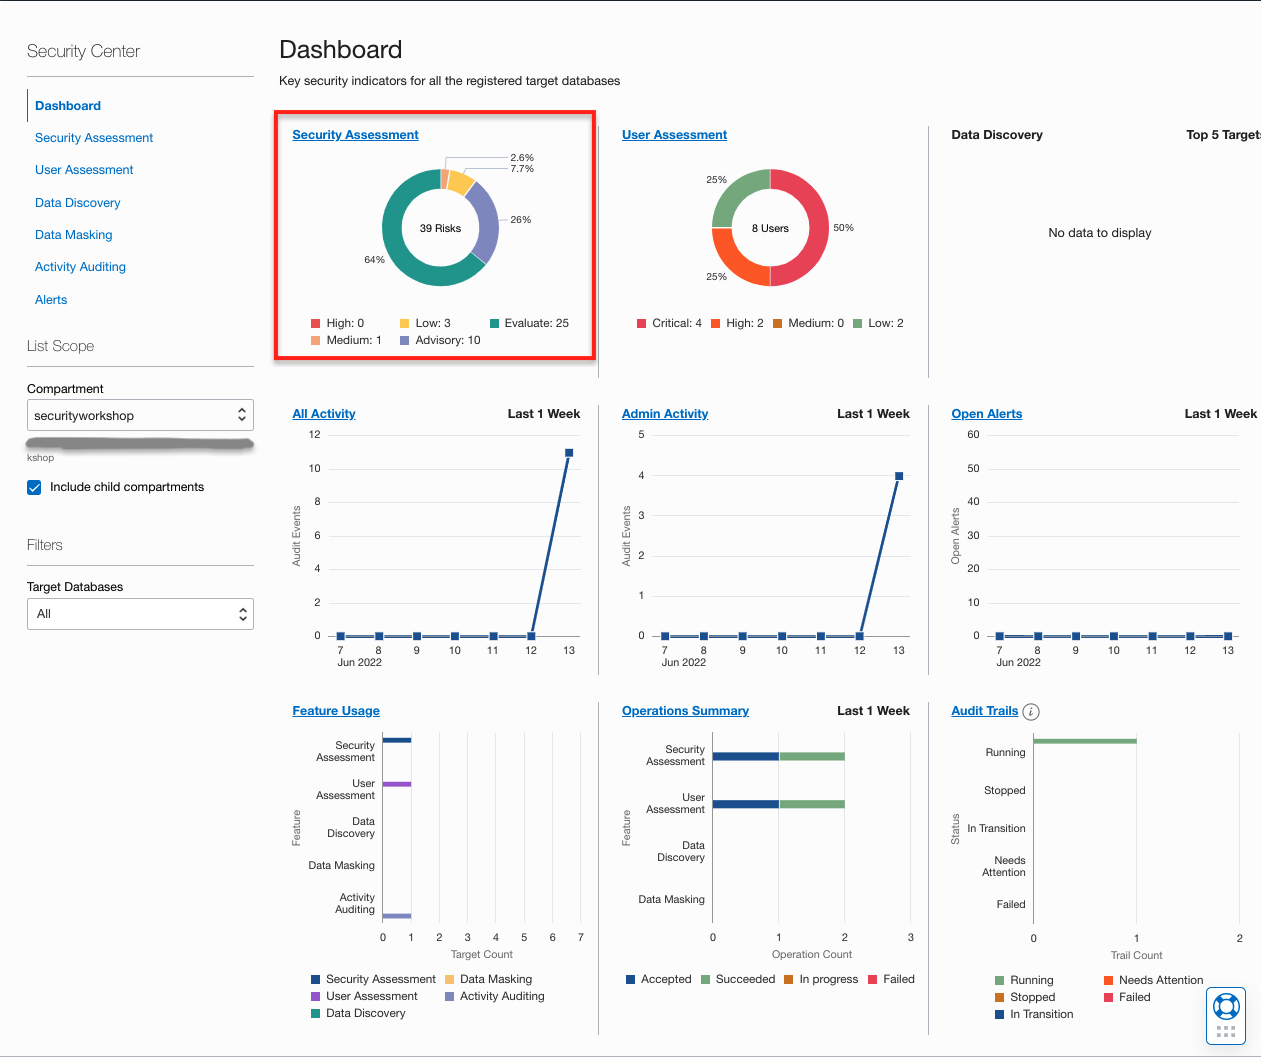 Security Center
Dashboard
Security Assessment
User Assessment
Data Discovery
Data Masking
Activity Auditing
Alerts
List Scope
Compartment
securityworkshop
kshop
Include child compartments
Filters
Target Databases
All
Dashboard
Key security indicators for all the registered target databases
Security Assessment
2.6%
7.7%
26%
64%
39 Risks
High: 0
Low: 3
Evaluate: 25
Medium: 1
Advisory: 10
User Assessment
25%
50%
25%
8 Users
Critical: 4
High: 2
Medium: 0
Low: 2
Data Discovery
Top 5 Targets
No data to display
All Activity
Last 1 Week
12
10
8
6
4
2
0
Audit Events
7 8 9 10 11 12 13
Jun 2022
Admin Activity
Last 1 Week
5
4
3
2
1
0
Audit Events
7 8 9 10 11 12 13
Jun 2022
Open Alerts
Last 1 Week
60
50
40
30
20
10
0
Open Alerts
7 8 9 10 11 12 13
Jun 2022
Feature Usage
Feature
Security
Assessment
User
Assessment
Data
Discovery
Data Masking
Activity
Auditing
0 1 2 3 4 5 6 7
Target Count
Security Assessment
Data Masking
User Assessment
Activity Auditing
Data Discovery
Operations Summary
Last 1 Week
Feature
Security
Assessment
User
Assessment
Data
Discovery
Data Masking
0 1 2 3
Operation Count
Accepted
Succeeded
In progress
Failed
Audit Trails
i
Status
Running
Stopped
In Transition
Needs
Attention
Failed
0 1 2
Trail Count
Running
Needs Attention
Stopped
Failed
In Transition